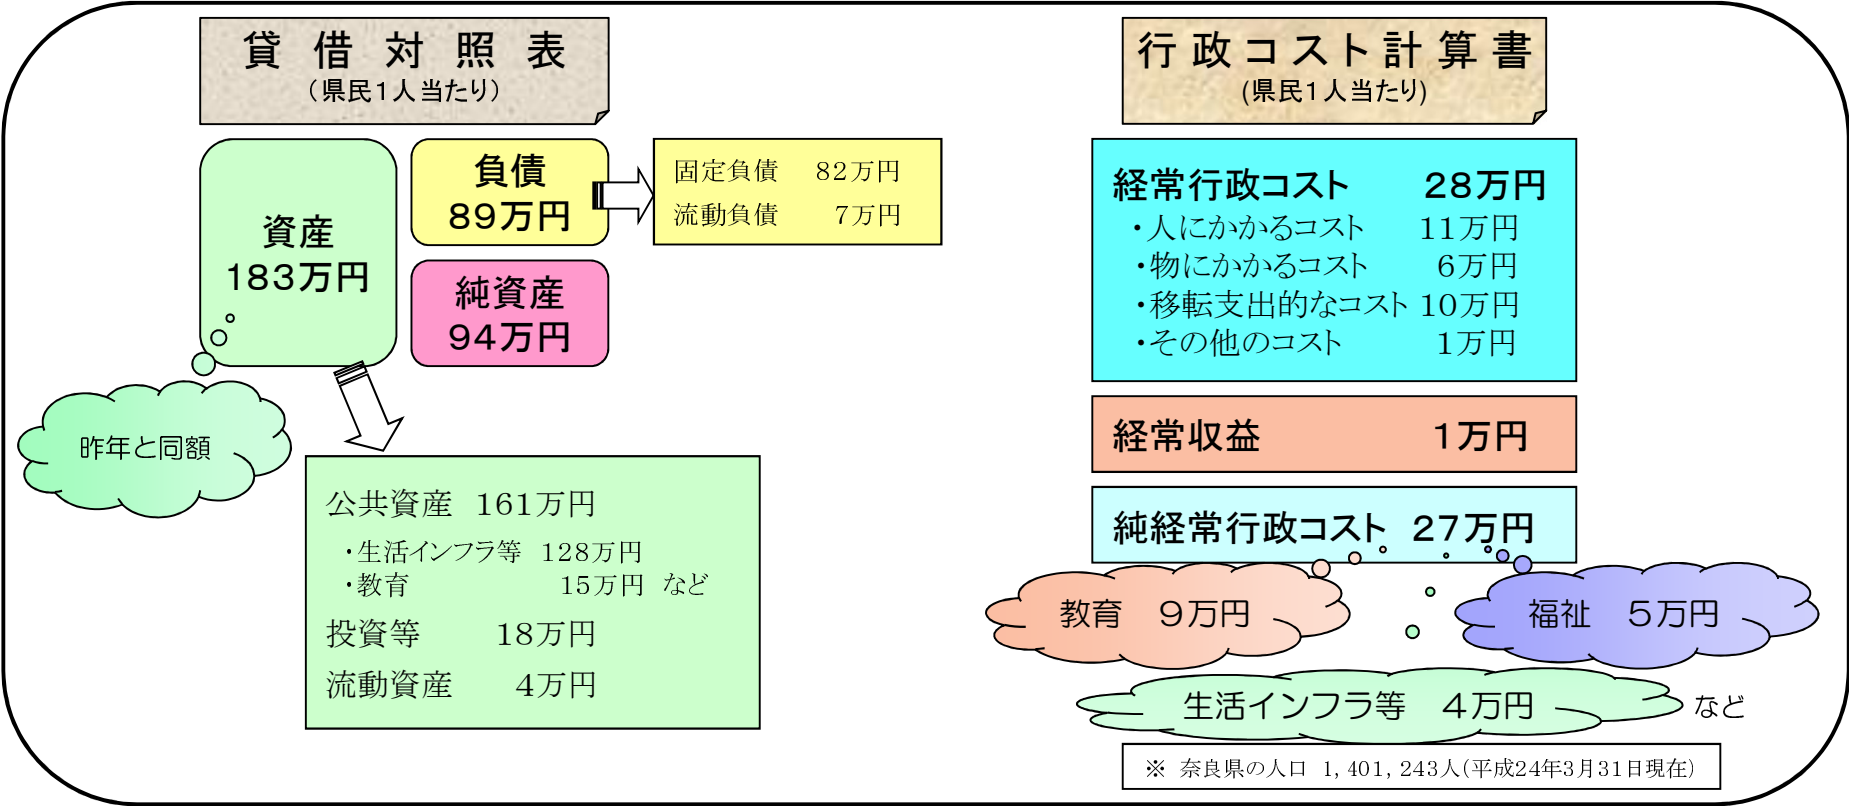 貸借対照表
（県民１人当たり）
資産
183万円
負債
89万円
固定負債　82万円
流動負債　7万円
純資産
94万円
昨年と同額
公共資産　161万円
・生活インフラ等　128万円
・教育　15万円　など
投資等　18万円
流動資産　4万円
行政コスト計算書
(県民１人当たり)
経常行政コスト　28万円
・人にかかるコスト　11万円
・物にかかるコスト　6万円
・移転支出的なコスト　10万円
・その他のコスト　1万円
経常収益　1万円
純経常行政コスト　27万円
教育　9万円
福祉　5万円
生活インフラ等　4万円
など
※　奈良県の人口　1，401，243人（平成24年3月31日現在）